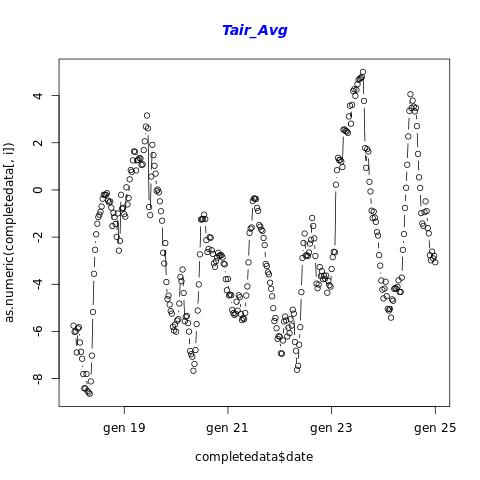 Tair_Avg
as.numeric(completedata[, i])
4
2
0
-2
-4
-6
-8
gen 19 gen 21 gen 23 gen 25
completedata$date